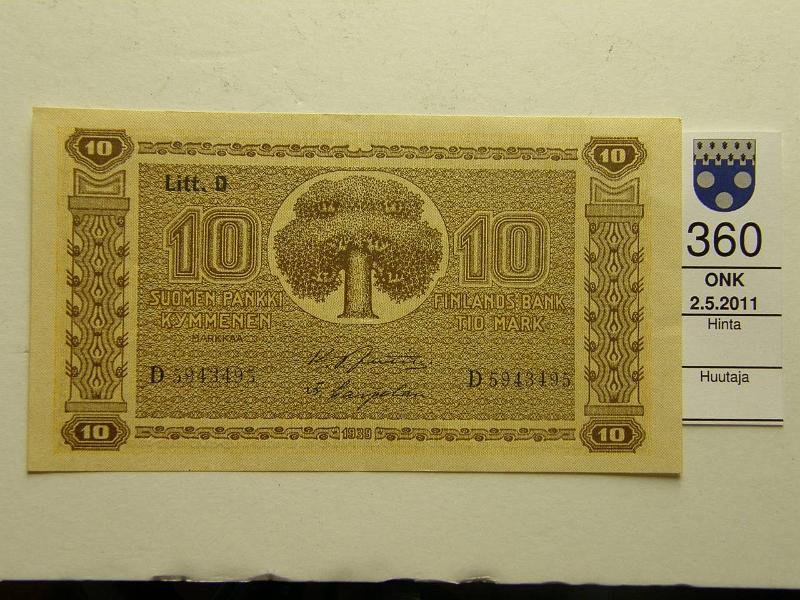 10 10
Litt. D
10 10
SUOMEN PANKKI FINLANDS BANK
KYMMENEN TIO MARK
MARKKAA
D 5943495 D 5943495
10 1939 10
360
ONK
2.5.2011
Hinta
Huutaja